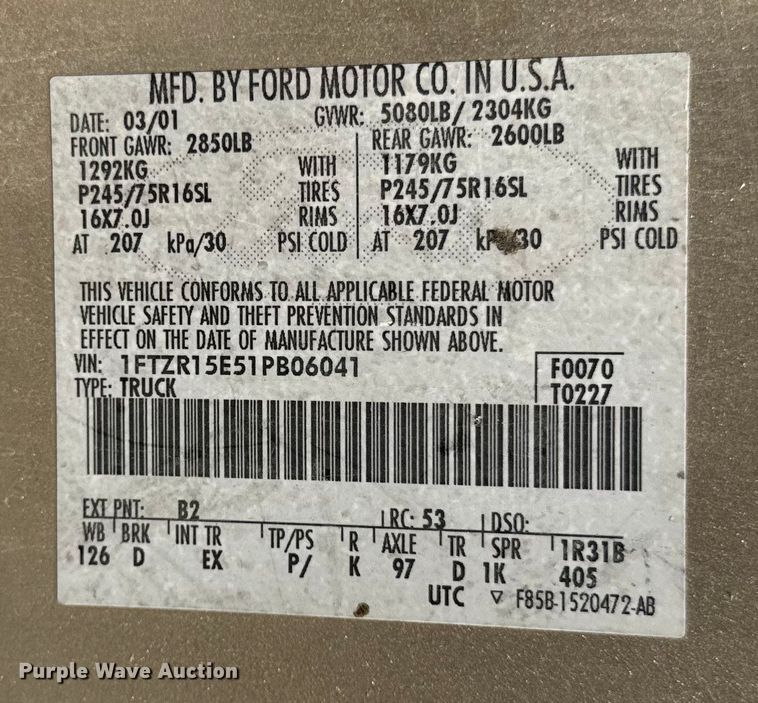 MFD. BY FORD MOTOR CO. IN U.S.A.
DATE: 03/01 GVWR: 5080LB/ 2304KG
FRONT GAWR: 2850LB REAR GAWR: 2600LB
1292KG WITH 1179KG WITH
P245/75R16SL TIRES P245/75R16SL TIRES
16X7.0J RIMS 16X7.0J RIMS
AT 207 kPa/30 PSI COLD AT 207 30 PSI COLD
THIS VEHICLE CONFORMS TO ALL APPLICABLE FEDERAL MOTOR
VEHICLE SAFETY AND THEFT PREVENTION STANDARDS IN
EFFECT ON THE DATE OF MANUFACTURE SHOWN ABOVE.
VIN: 1FTZR15E51PB06041 F0070
TYPE: TRUCK T0227
EXT PNT: B2 RC: 53 DSO:
WB BRK INT TR TP/PS R AXLE TR SPR 1R31B
126 D EX P/ K 97 D 1K 405
UTC ▽ F85B-1520472-AB
Purple Wave Auction